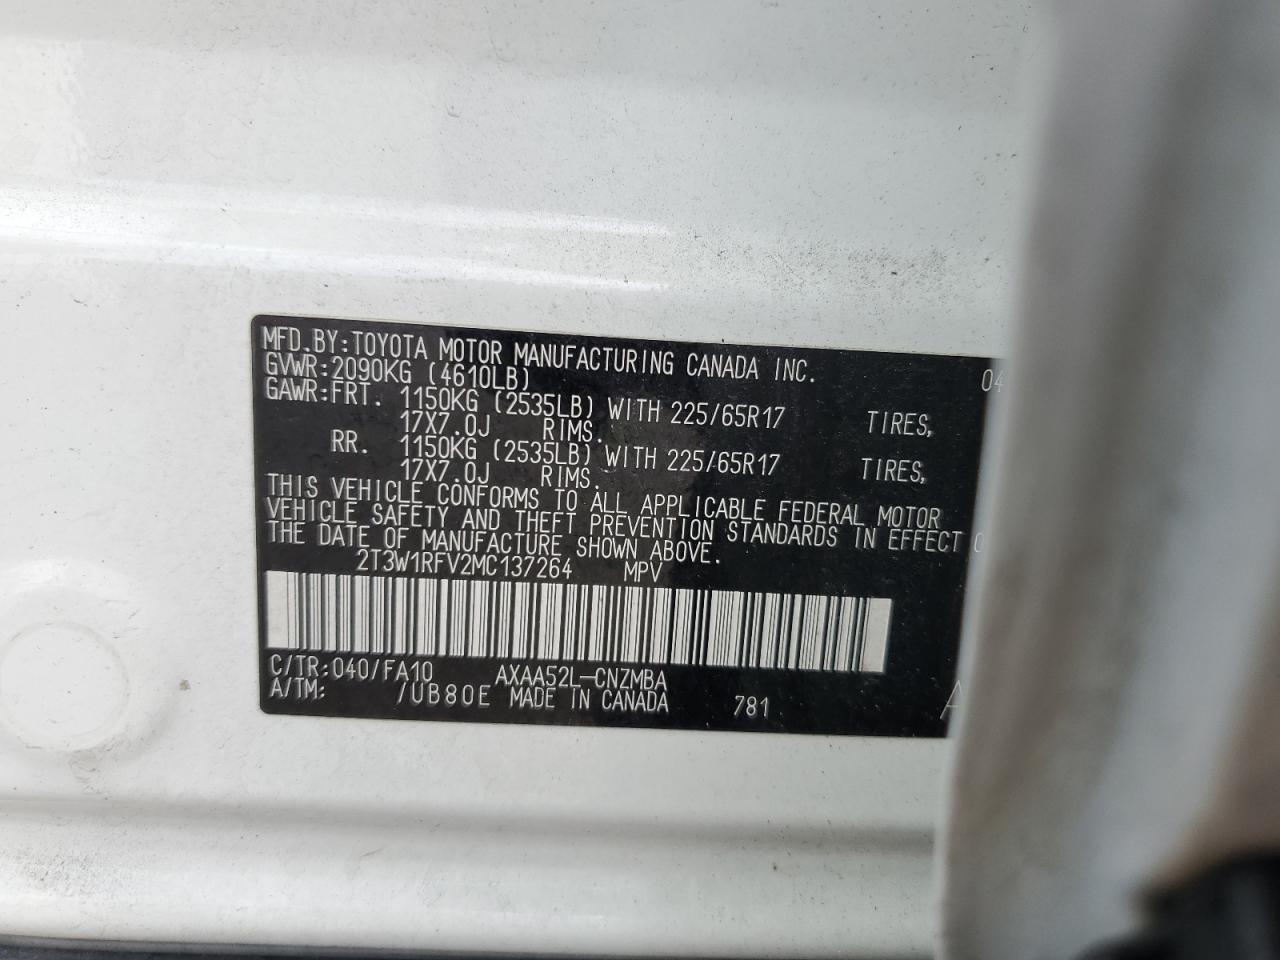 MFD.BY:TOYOTA MOTOR MANUFACTURING CANADA INC. 04
GVWR:2090KG (4610LB)
GAWR:FRT. 1150KG (2535LB) WITH 225/65R17 TIRES,
17X7.0J RIMS.
RR. 1150KG (2535LB) WITH 225/65R17 TIRES,
17X7.0J RIMS.
THIS VEHICLE CONFORMS TO ALL APPLICABLE FEDERAL MOTOR
VEHICLE SAFETY AND THEFT PREVENTION STANDARDS IN EFFECT
THE DATE OF MANUFACTURE SHOWN ABOVE.
2T3W1RFV2MC137264 MPV
C/TR:040/FA10 AXAA52L-CNZMBA
A/TM: /UB80E MADE IN CANADA 781